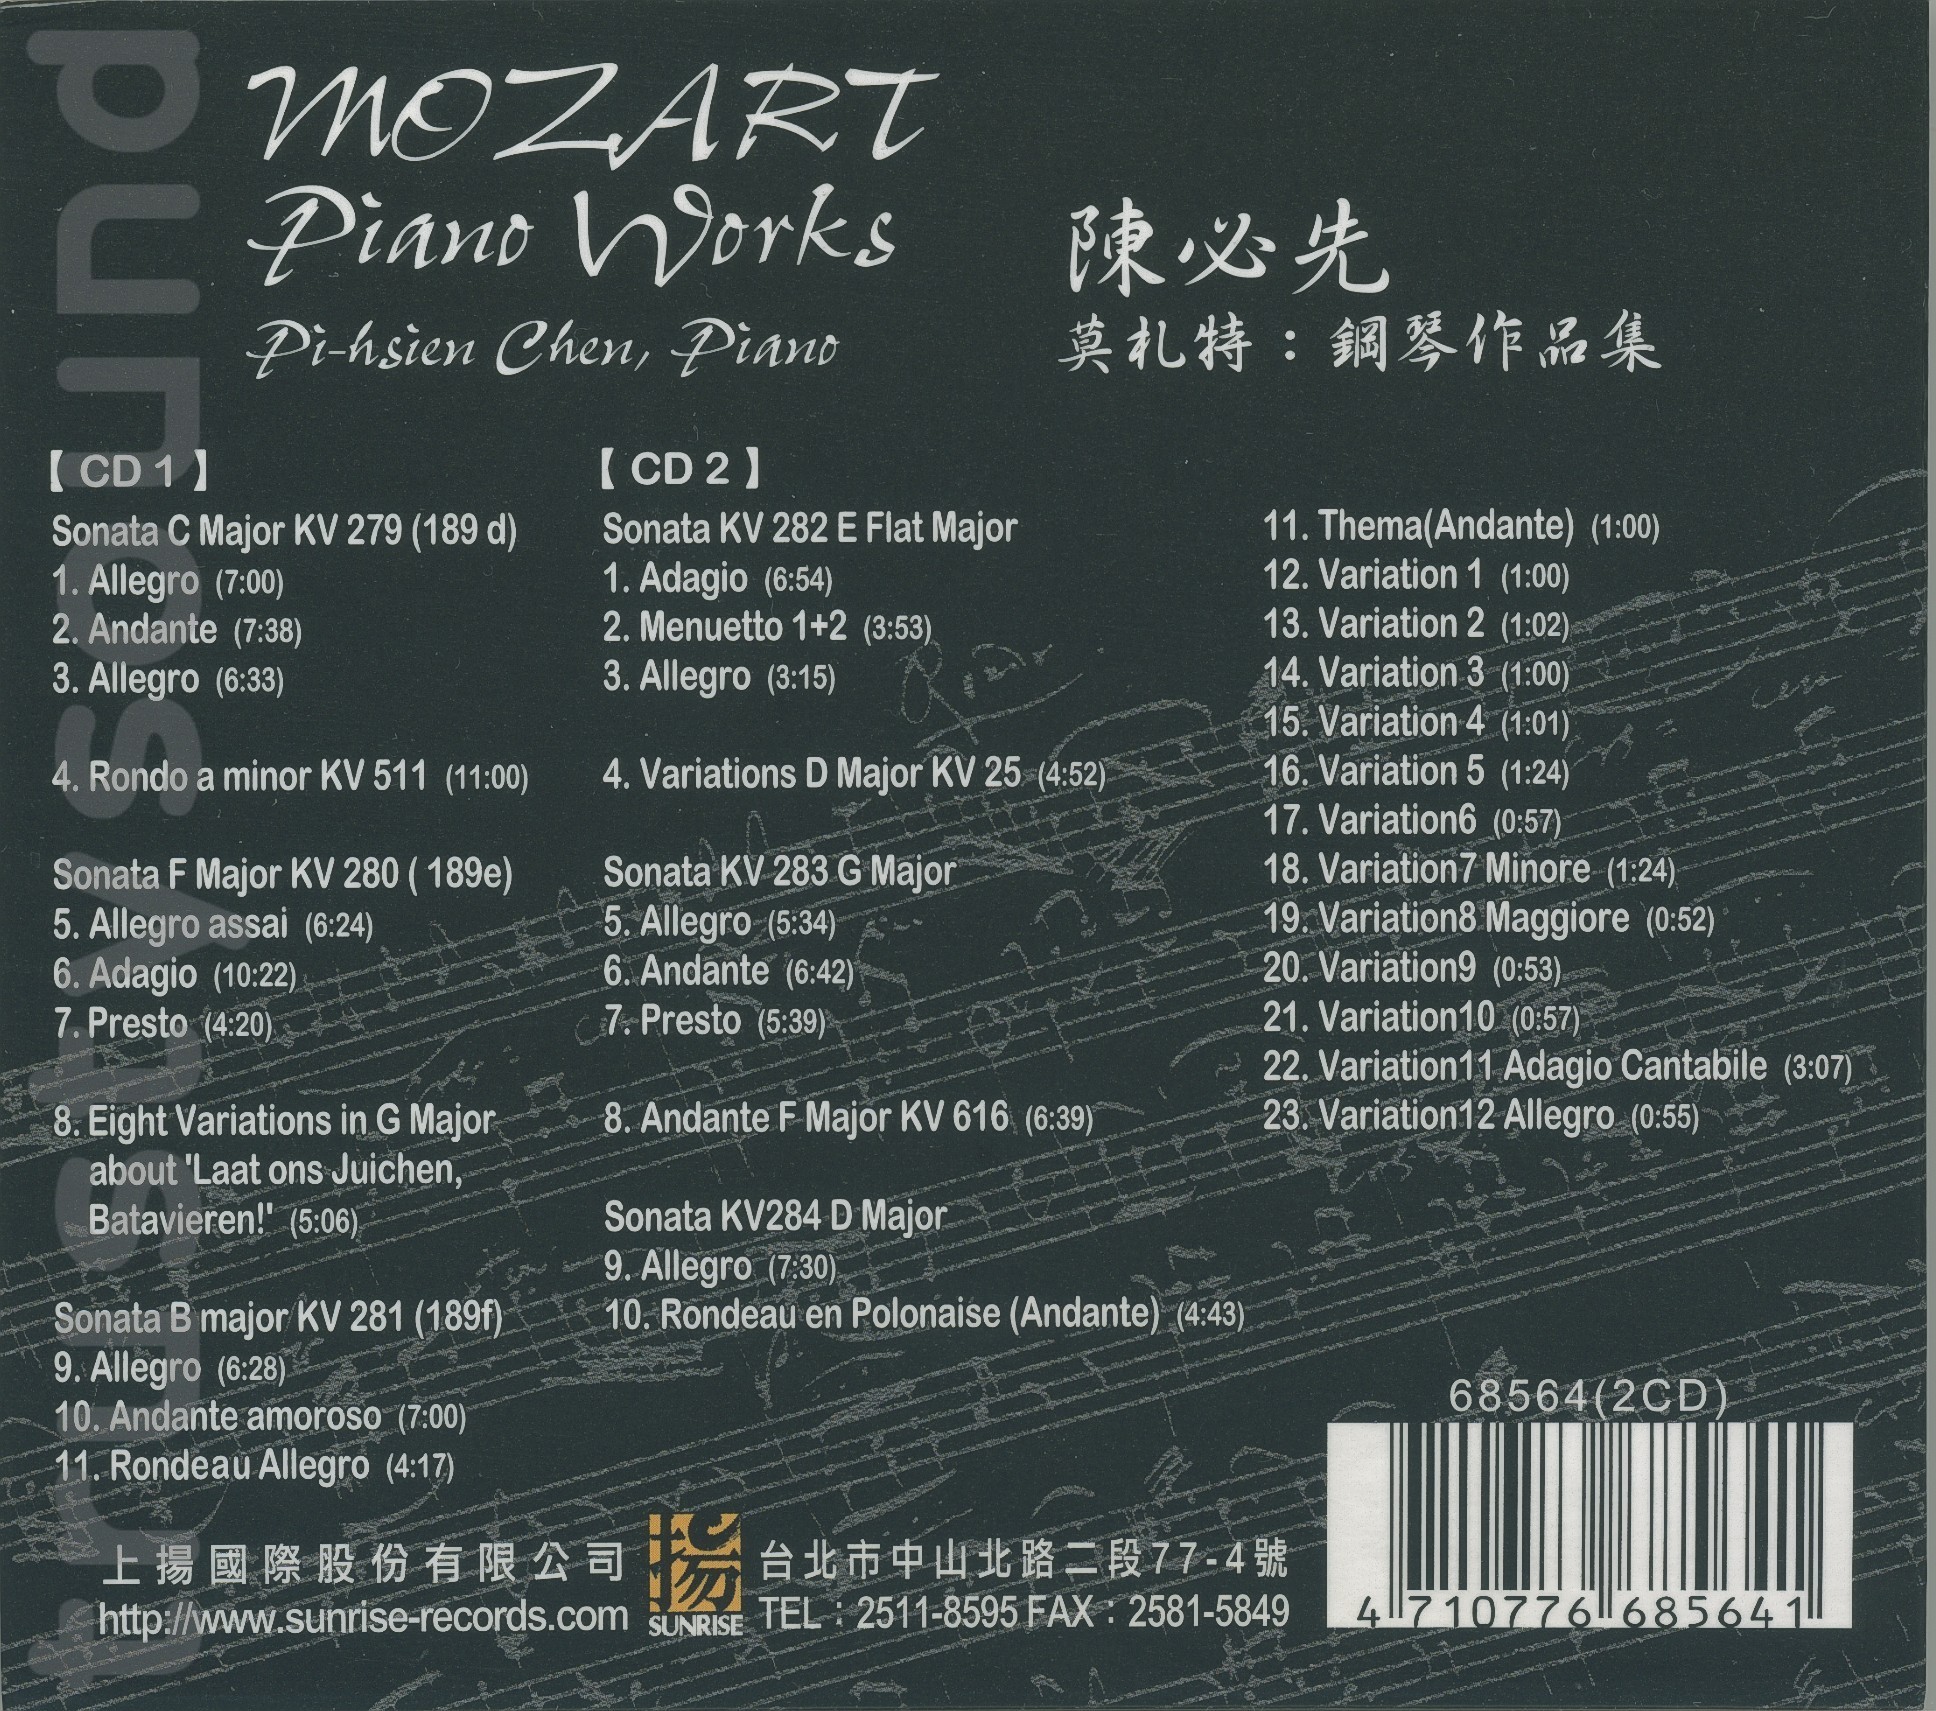 trustysound
MOZART
Piano Works
Pi-hsien Chen, Piano
陳必先
莫札特：鋼琴作品集
【 CD 1 】
Sonata C Major KV 279 (189 d)
1. Allegro (7:00)
2. Andante (7:38)
3. Allegro (6:33)
4. Rondo a minor KV 511 (11:00)
Sonata F Major KV 280 ( 189e)
5. Allegro assai (6:24)
6. Adagio (10:22)
7. Presto (4:20)
8. Eight Variations in G Major
about 'Laat ons Juichen,
Batavieren!' (5:06)
Sonata B major KV 281 (189f)
9. Allegro (6:28)
10. Andante amoroso (7:00)
11. Rondeau Allegro (4:17)
【 CD 2 】
Sonata KV 282 E Flat Major
1. Adagio (6:54)
2. Menuetto 1+2 (3:53)
3. Allegro (3:15)
4. Variations D Major KV 25 (4:52)
Sonata KV 283 G Major
5. Allegro (5:34)
6. Andante (6:42)
7. Presto (5:39)
8. Andante F Major KV 616 (6:39)
Sonata KV284 D Major
9. Allegro (7:30)
10. Rondeau en Polonaise (Andante) (4:43)
11. Thema(Andante) (1:00)
12. Variation 1 (1:00)
13. Variation 2 (1:02)
14. Variation 3 (1:00)
15. Variation 4 (1:01)
16. Variation 5 (1:24)
17. Variation6 (0:57)
18. Variation7 Minore (1:24)
19. Variation8 Maggiore (0:52)
20. Variation9 (0:53)
21. Variation10 (0:57)
22. Variation11 Adagio Cantabile (3:07)
23. Variation12 Allegro (0:55)
68564(2CD)
4 710776 685641
上揚國際股份有限公司
http://www.sunrise-records.com
揚
SUNRISE
台北市中山北路二段77-4號
TEL：2511-8595 FAX：2581-5849